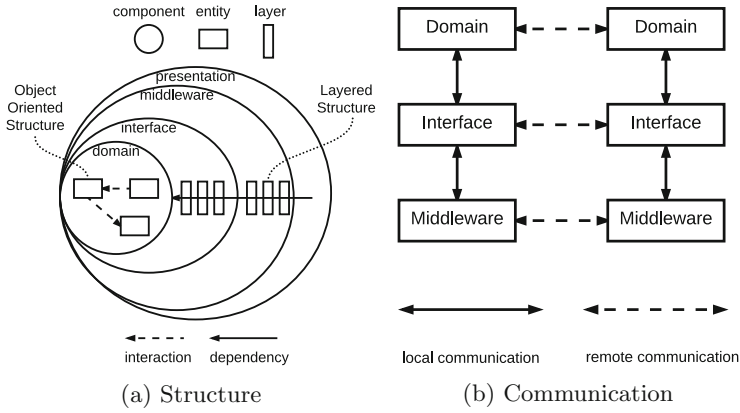 component entity layer
presentation
middleware
interface
domain
Object
Oriented
Structure
Layered
Structure
interaction dependency
(a) Structure
Domain Domain
Interface Interface
Middleware Middleware
local communication remote communication
(b) Communication